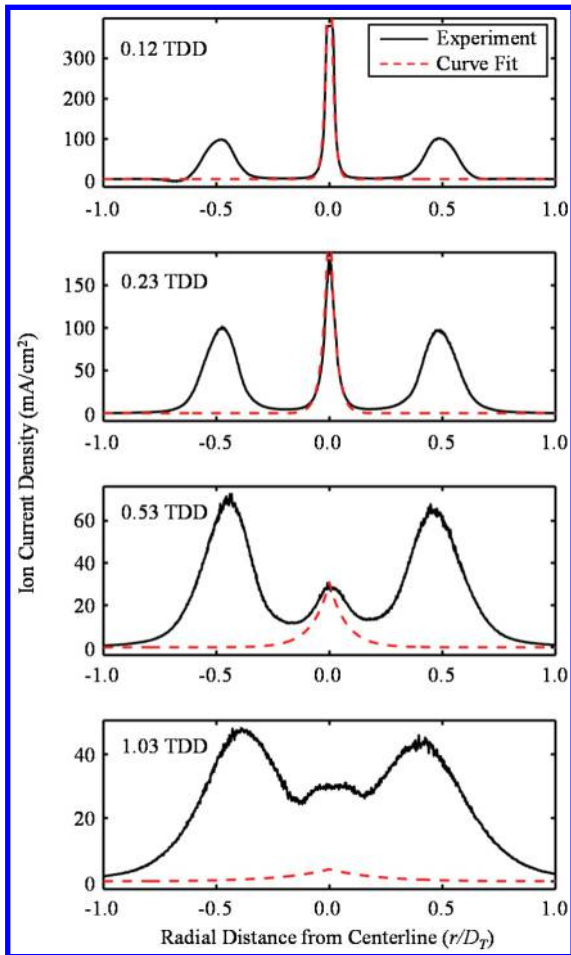 0.12 TDD
Experiment
Curve Fit
300
200
100
0
-1.0 -0.5 0.0 0.5 1.0
0.23 TDD
150
100
50
0
-1.0 -0.5 0.0 0.5 1.0
Ion Current Density (mA/cm²)
0.53 TDD
60
40
20
0
-1.0 -0.5 0.0 0.5 1.0
1.03 TDD
40
20
0
-1.0 -0.5 0.0 0.5 1.0
Radial Distance from Centerline (r/D_T)